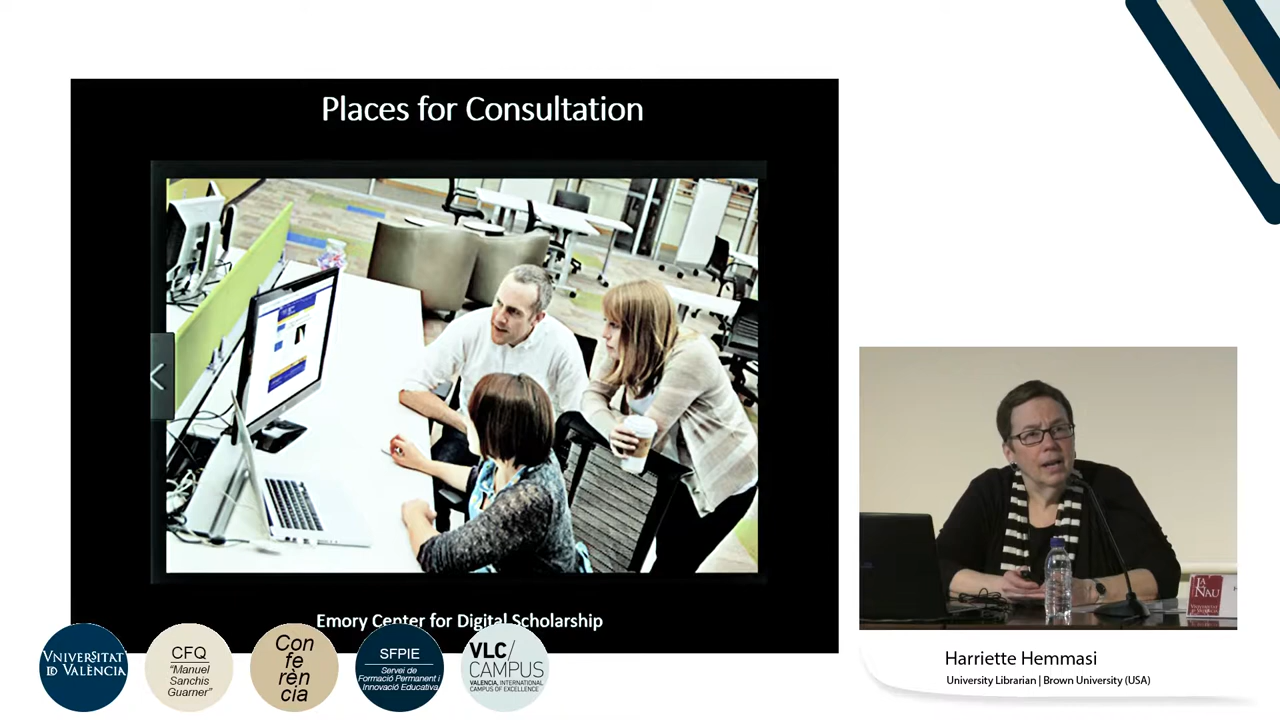 Places for Consultation
Emory Center for Digital Scholarship
VNIVERSITAT
D VALÈNCIA
CFQ
"Manuel
Sanchis
Guarner"
Con
fe
rèn
cia
SFPIE
Servei de
Formació Permanent i
Innovació Educativa
VLC/
CAMPUS
VALENCIA, INTERNATIONAL
CAMPUS OF EXCELLENCE
LA
NAU
Harriette Hemmasi
University Librarian | Brown University (USA)